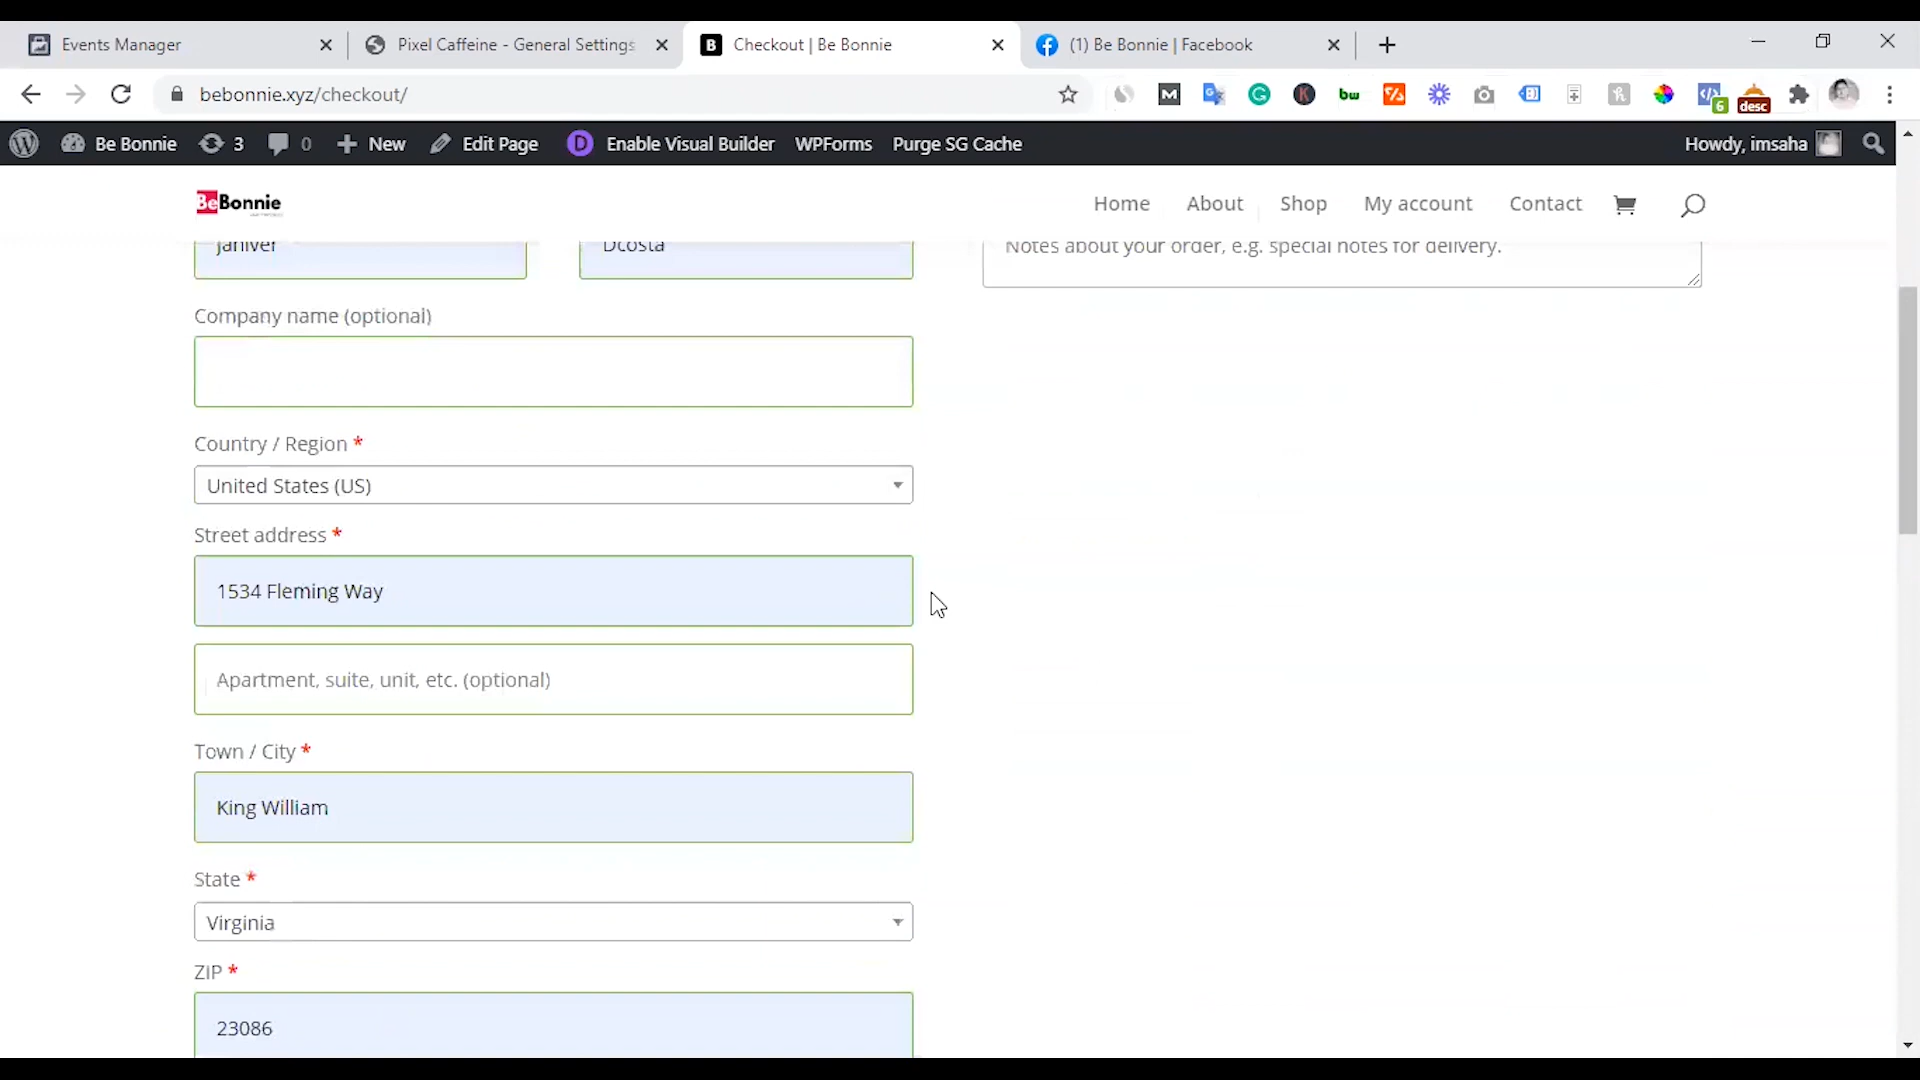 Events Manager
Pixel Caffeine - General Settings
Checkout | Be Bonnie
(1) Be Bonnie | Facebook
bebonnie.xyz/checkout/
M
K
bw
6
desc
Be Bonnie
3
0
New
Edit Page
D
Enable Visual Builder
WPForms
Purge SG Cache
Howdy, imsaha
BeBonnie
Home
About
Shop
My account
Contact
Janiver
Dcosta
Notes about your order, e.g. special notes for delivery.
Company name (optional)
Country / Region *
United States (US)
Street address *
1534 Fleming Way
Apartment, suite, unit, etc. (optional)
Town / City *
King William
State *
Virginia
ZIP *
23086